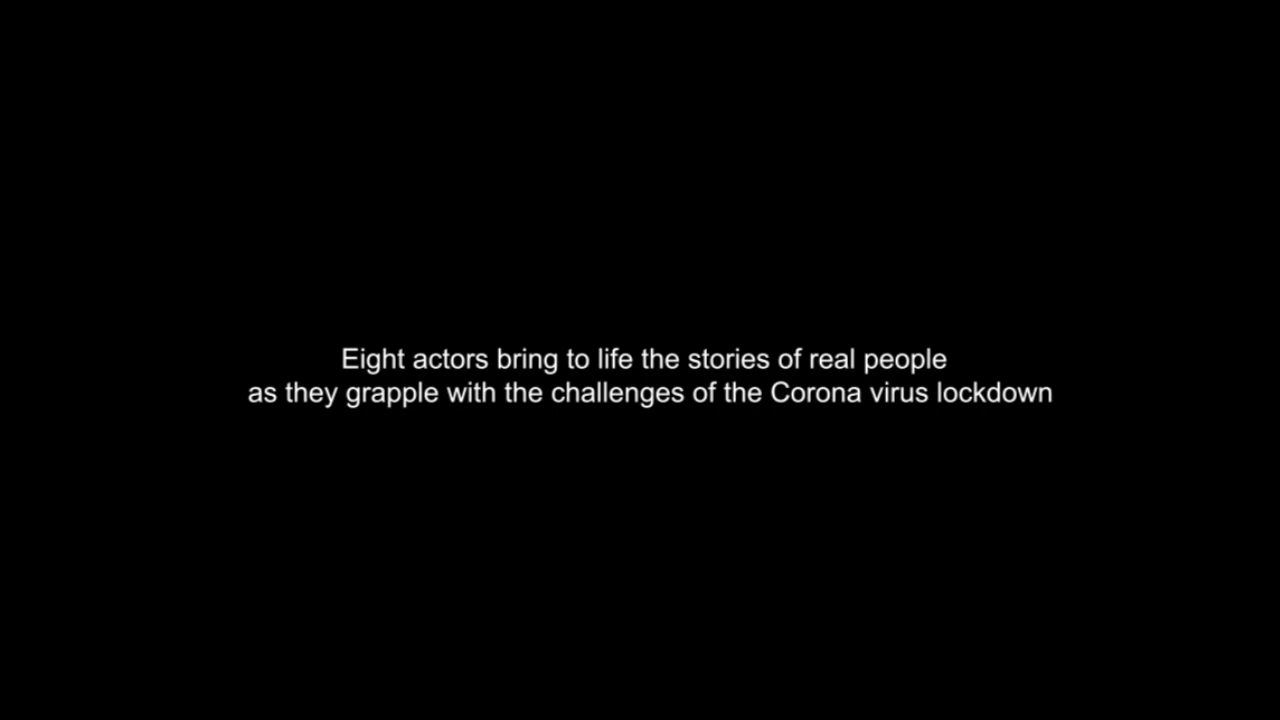 Eight actors bring to life the stories of real people
as they grapple with the challenges of the Corona virus lockdown